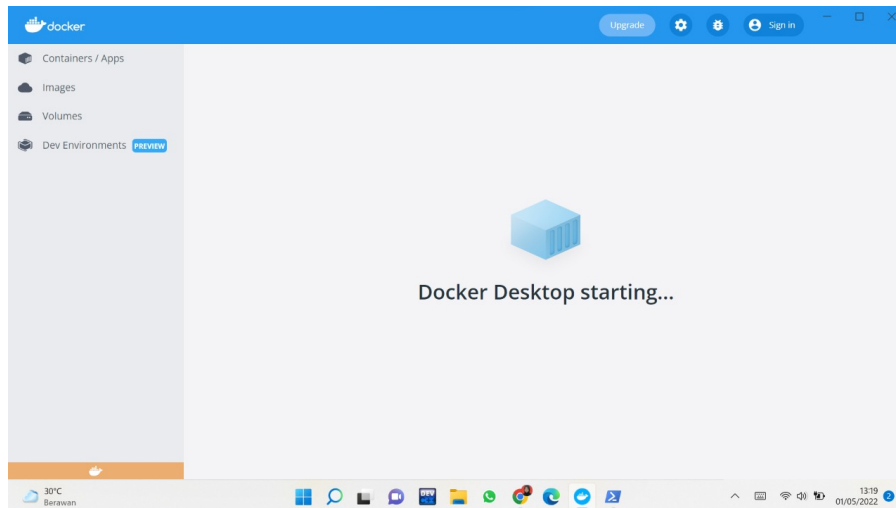 docker
Upgrade
Sign in
Containers / Apps
Images
Volumes
Dev Environments PREVIEW
Docker Desktop starting...
30°C
Berawan
DEV
13:19
01/05/2022
2